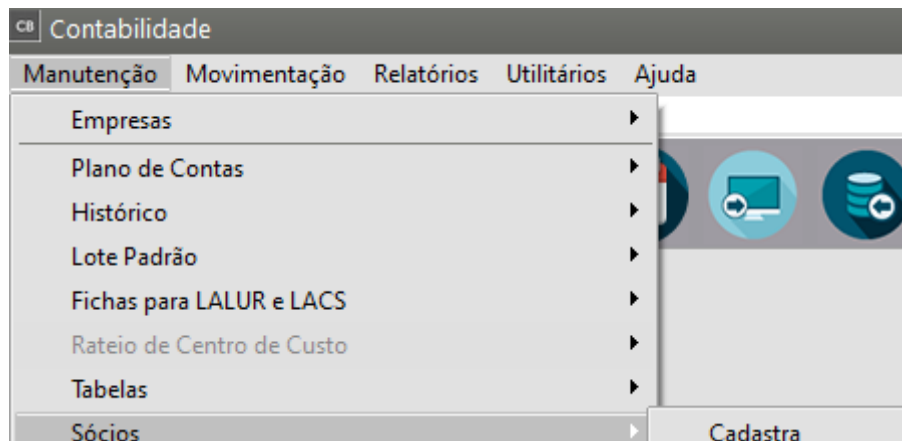 CB Contabilidade
Manutenção Movimentação Relatórios Utilitários Ajuda
Empresas
Plano de Contas
Histórico
Lote Padrão
Fichas para LALUR e LACS
Rateio de Centro de Custo
Tabelas
Sócios Cadastra